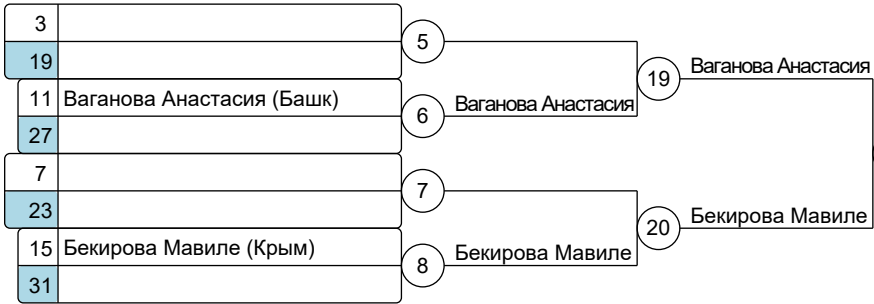 3
5
19
19 Ваганова Анастасия
11 Ваганова Анастасия (Башк)
6 Ваганова Анастасия
27
7
7
23
20 Бекирова Мавиле
15 Бекирова Мавиле (Крым)
8 Бекирова Мавиле
31